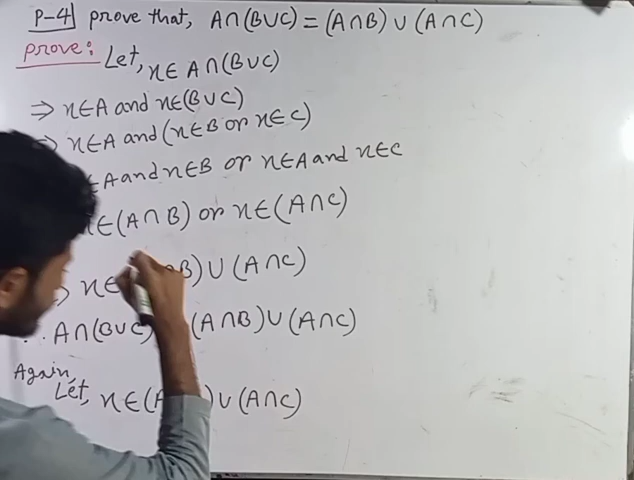 P-4 prove that, A∩(B∪C) = (A∩B) ∪ (A∩C)
prove: Let, x∈ A∩(B∪C)
⇒ x∈A and x∈(B∪C)
⇒ x∈A and (x∈B or x∈C)
∈A and x∈B or x∈A and x∈C
x∈(A∩B) or x∈(A∩C)
x∈ B) ∪ (A∩C)
A∩(B∪C) (A∩B)∪(A∩C)
Again,
Let, x∈(A )∪(A∩C)